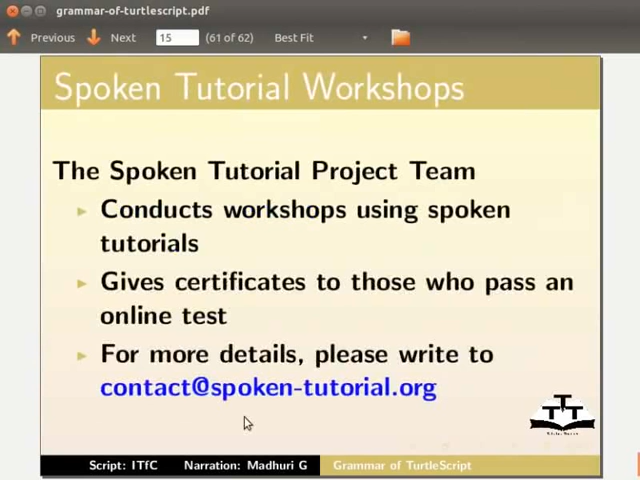 grammar-of-turtlescript.pdf
Previous Next 15 (61 of 62) Best Fit
Spoken Tutorial Workshops
The Spoken Tutorial Project Team
Conducts workshops using spoken
tutorials
Gives certificates to those who pass an
online test
For more details, please write to
contact@spoken-tutorial.org
Script: ITfC Narration: Madhuri G Grammar of TurtleScript